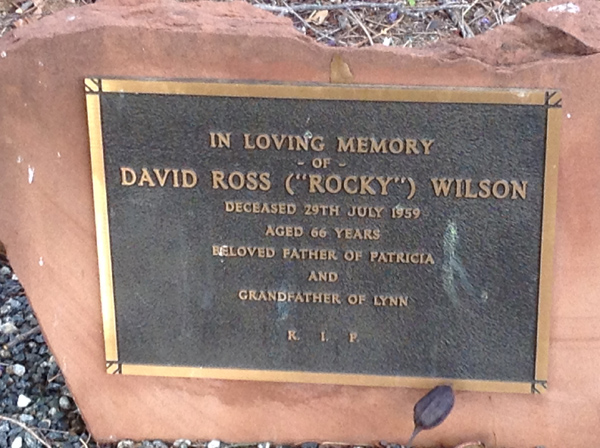 IN LOVING MEMORY
- OF -
DAVID ROSS ("ROCKY") WILSON
DECEASED 29TH JULY 1959
AGED 66 YEARS
BELOVED FATHER OF PATRICIA
AND
GRANDFATHER OF LYNN
R. I. P.